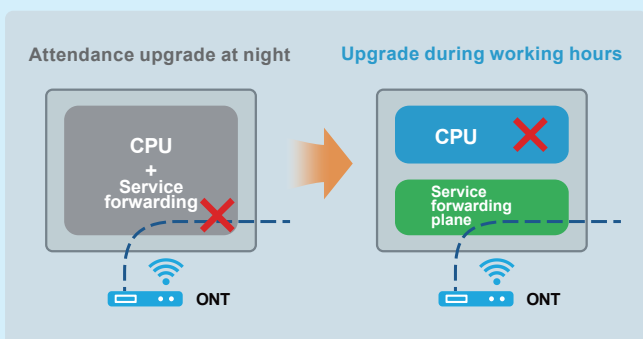 Attendance upgrade at night
Upgrade during working hours
CPU
+
Service
forwarding
CPU
Service
forwarding
plane
ONT
ONT